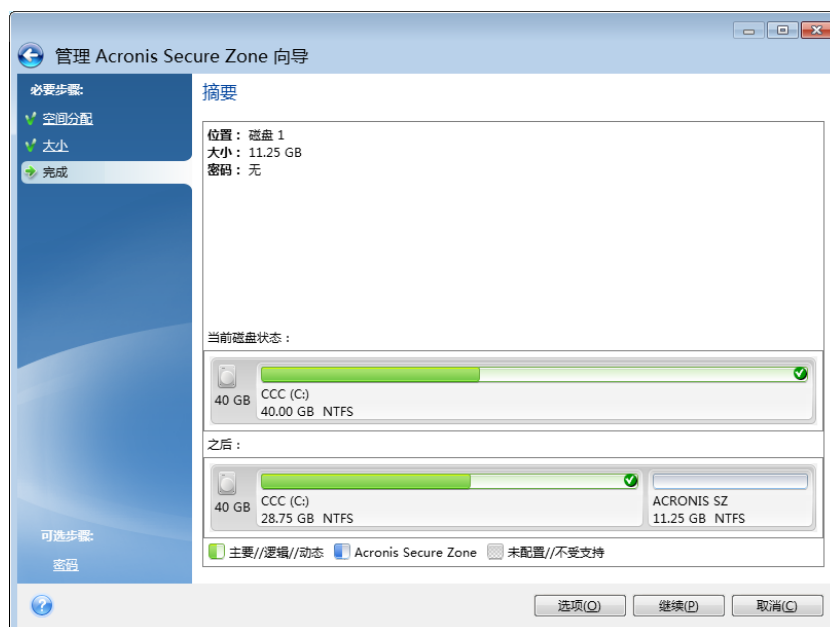 管理 Acronis Secure Zone 向导
必要步骤:
空间分配
大小
完成
可选步骤:
密码
摘要
位置：磁盘 1
大小：11.25 GB
密码：无
当前磁盘状态：
40 GB
CCC (C:)
40.00 GB NTFS
之后：
40 GB
CCC (C:)
28.75 GB NTFS
ACRONIS SZ
11.25 GB NTFS
主要//逻辑//动态 Acronis Secure Zone 未配置//不受支持
选项(O) 继续(P) 取消(C)